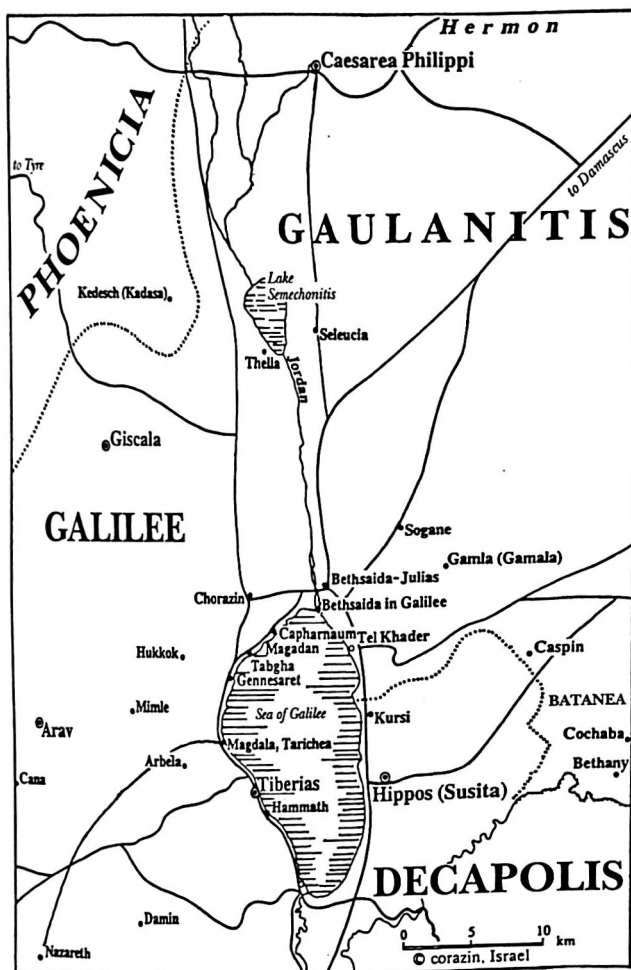 Hermon
Caesarea Philippi
PHOENICIA
to Tyre
to Damascus
GAULANITIS
Lake
Semechonitis
Kedesch (Kadasa)
Seleucia
Thella
Jordan
Giscala
GALILEE
Sogane
Gamla (Gamala)
Bethsaida-Julias
Chorazin
Bethsaida in Galilee
Capharnaum
Tel Khader
Magadan
Hukkok
Tabgha
Caspin
Gennesaret
BATANEA
Mimle
Sea of Galilee
Kursi
Arav
Cochaba
Magdala, Tarichea
Arbela
Bethany
Cana
Tiberias
Hippos (Susita)
Hammath
DECAPOLIS
Damin
Nazareth
0 5 10
km
© corazin, Israel